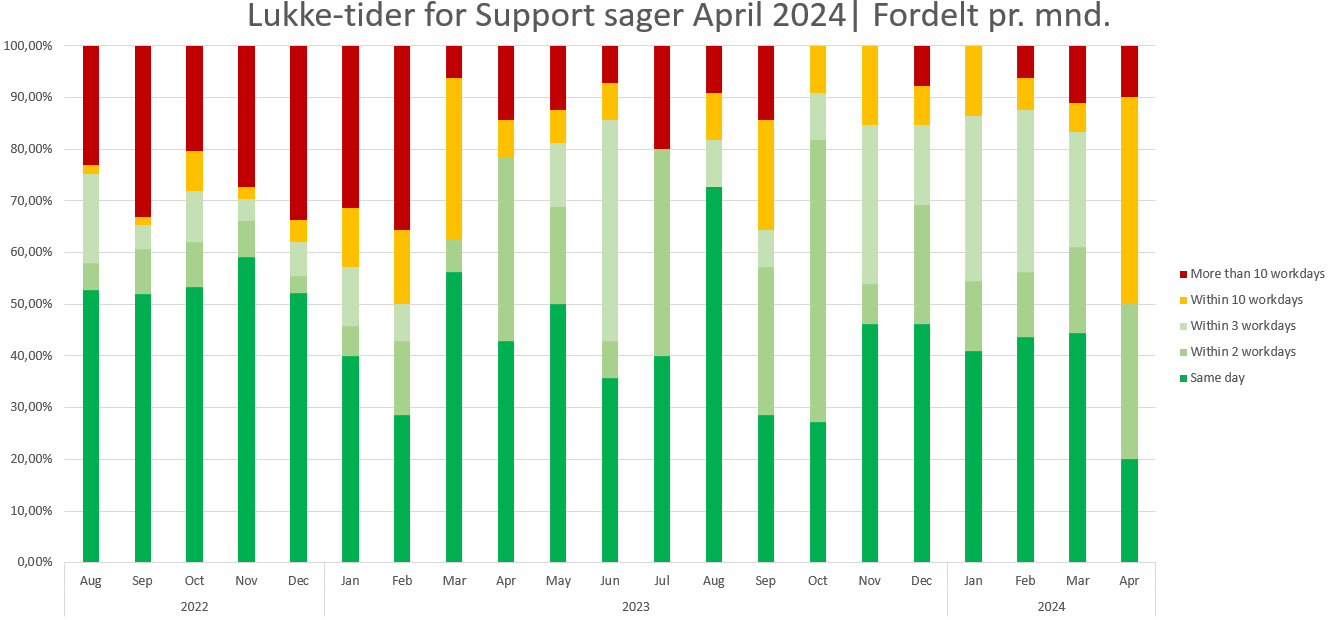 Lukke-tider for Support sager April 2024| Fordelt pr. mnd.
100,00%
90,00%
80,00%
70,00%
60,00%
50,00%
40,00%
30,00%
20,00%
10,00%
0,00%
More than 10 workdays
Within 10 workdays
Within 3 workdays
Within 2 workdays
Same day
Aug Sep Oct Nov Dec Jan Feb Mar Apr May Jun Jul Aug Sep Oct Nov Dec Jan Feb Mar Apr
2022 2023 2024